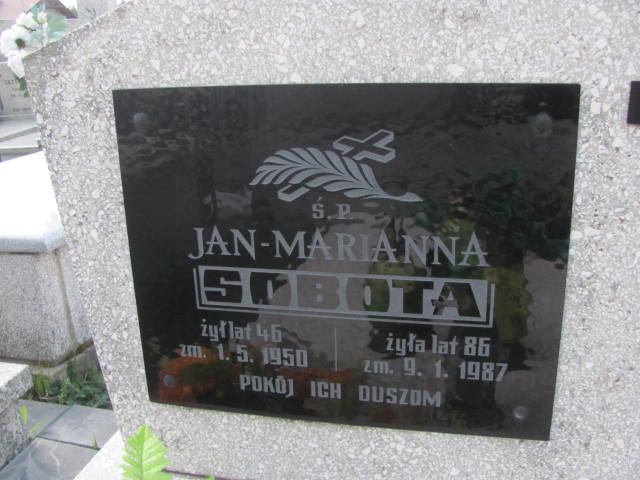 Ś. P.
JAN-MARIANNA
SOBOTA
żył lat 46 żyła lat 86
zm. 1. 5. 1950 zm. 9. 1. 1987
POKÓJ ICH DUSZOM